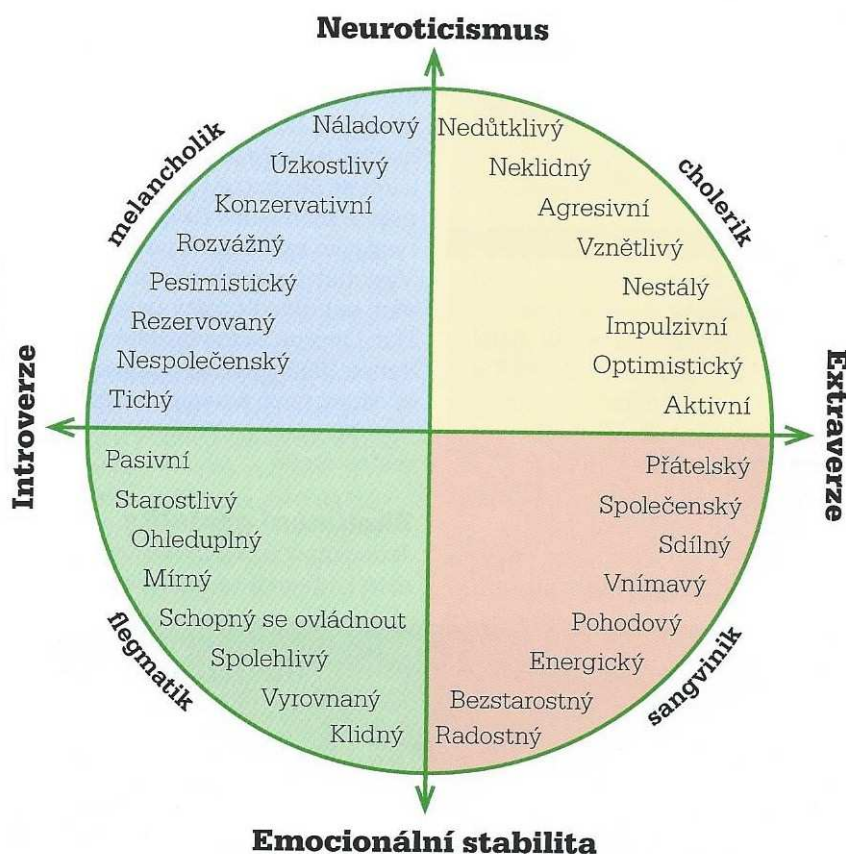 Neuroticismus
melancholik
cholerik
Náladový
Úzkostlivý
Konzervativní
Rozvážný
Pesimistický
Rezervovaný
Nespolečenský
Tichý
Nedůtklivý
Neklidný
Agresivní
Vznětlivý
Nestálý
Impulzivní
Optimistický
Aktivní
Introverze
Extraverze
Pasivní
Starostlivý
Ohleduplný
Mírný
Schopný se ovládnout
Spolehlivý
Vyrovnaný
Klidný
Přátelský
Společenský
Sdílný
Vnímavý
Pohodový
Energický
Bezstarostný
Radostný
flegmatik
sangvinik
Emocionální stabilita